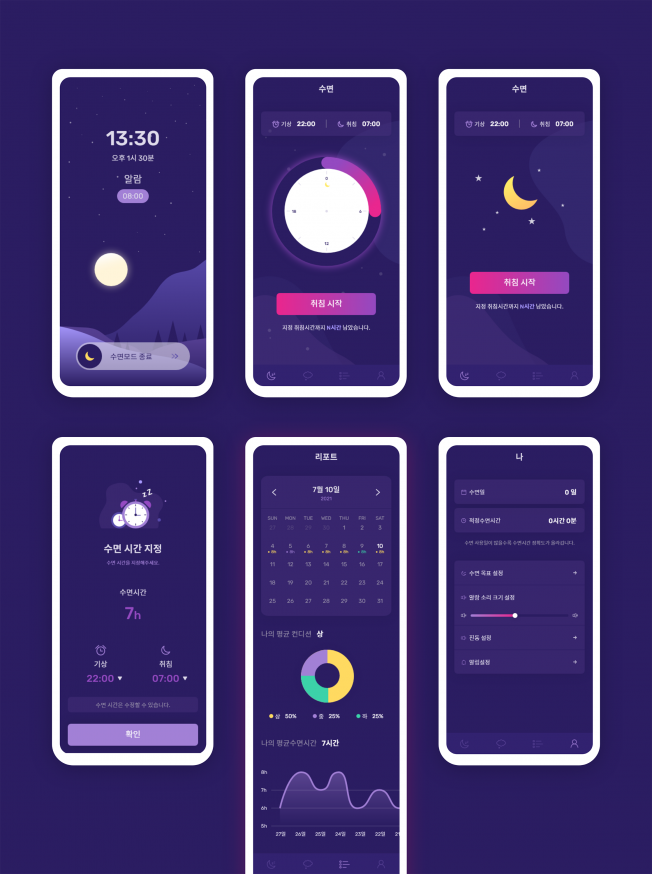 13:30
오후 1시 30분
알람
08:00
수면모드 종료
수면
기상 22:00 취침 07:00
0
18 6
12
취침 시작
지정 취침시간까지 N시간 남았습니다.
수면
기상 22:00 취침 07:00
취침 시작
지정 취침시간까지 N시간 남았습니다.
zZ
수면 시간 지정
수면 시간을 지정해주세요.
수면시간
7h
기상 취침
22:00 07:00
수면 시간은 수정할 수 있습니다.
확인
리포트
7월 10일
2021
SUN MON TUE WED THU FRI SAT
27 28 29 30 1 2 3
4 5 6 7 8 9 10
8h 8h 8h 8h 8h 8h 8h
11 12 13 14 15 16 17
18 19 20 21 22 23 24
25 26 27 28 29 30 31
나의 평균 컨디션 상
상 50% 중 25% 하 25%
나의 평균수면시간 7시간
8h
7h
6h
5h
27일 26일 25일 24일 23일 22일
나
수면일 0 일
적정수면시간 0시간 0분
수면 목표 설정
알람 소리 크기 설정
진동 설정
알림설정